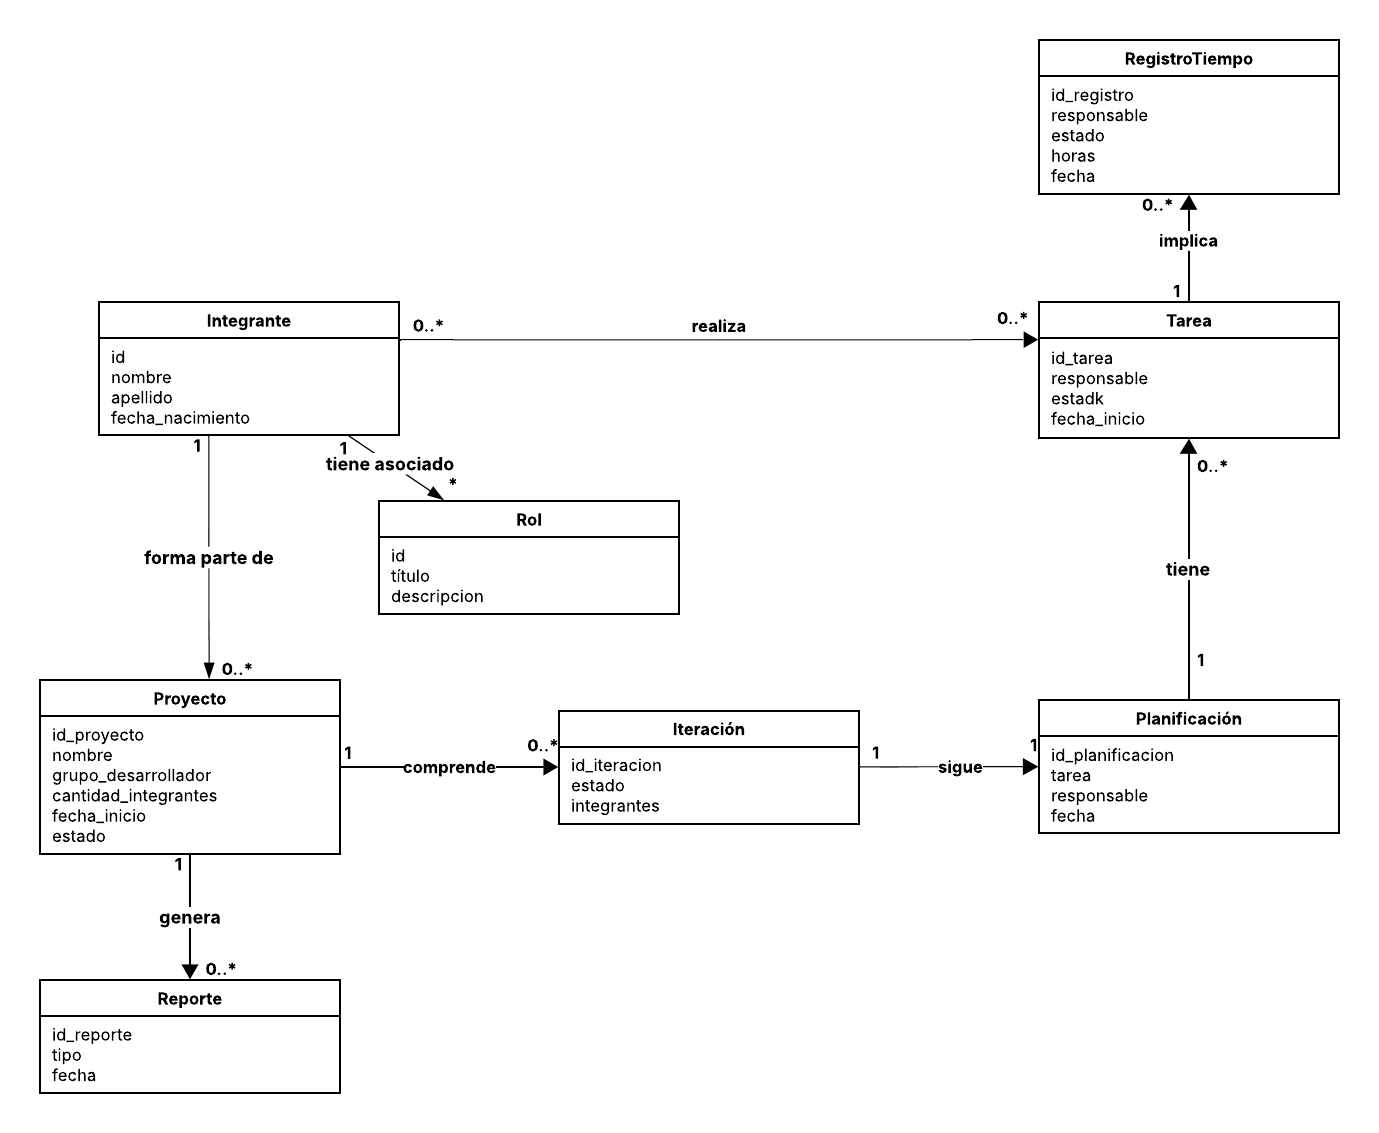 RegistroTiempo
id_registro
responsable
estado
horas
fecha
0..*
implica
1
Integrante
id
nombre
apellido
fecha_nacimiento
0..*
realiza
0..*
Tarea
id_tarea
responsable
estadk
fecha_inicio
1
1
tiene asociado
*
Rol
id
título
descripcion
forma parte de
0..*
0..*
tiene
1
Proyecto
id_proyecto
nombre
grupo_desarrollador
cantidad_integrantes
fecha_inicio
estado
1
comprende
0..*
Iteración
id_iteracion
estado
integrantes
1
sigue
1
Planificación
id_planificacion
tarea
responsable
fecha
1
genera
0..*
Reporte
id_reporte
tipo
fecha